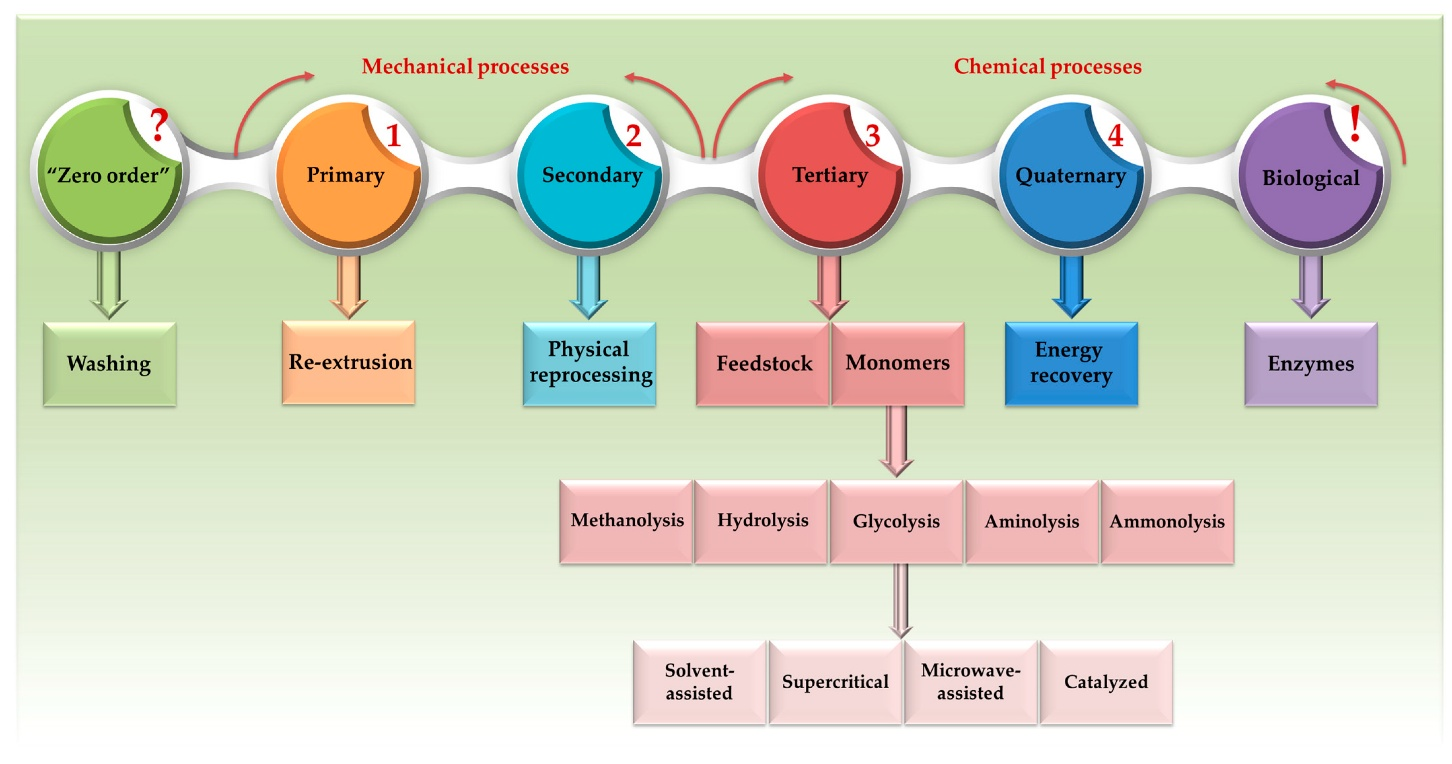 Mechanical processes
Chemical processes
?
1
2
3
4
!
“Zero order”
Primary
Secondary
Tertiary
Quaternary
Biological
Washing
Re-extrusion
Physical
reprocessing
Feedstock
Monomers
Energy
recovery
Enzymes
Methanolysis
Hydrolysis
Glycolysis
Aminolysis
Ammonolysis
Solvent-
assisted
Supercritical
Microwave-
assisted
Catalyzed